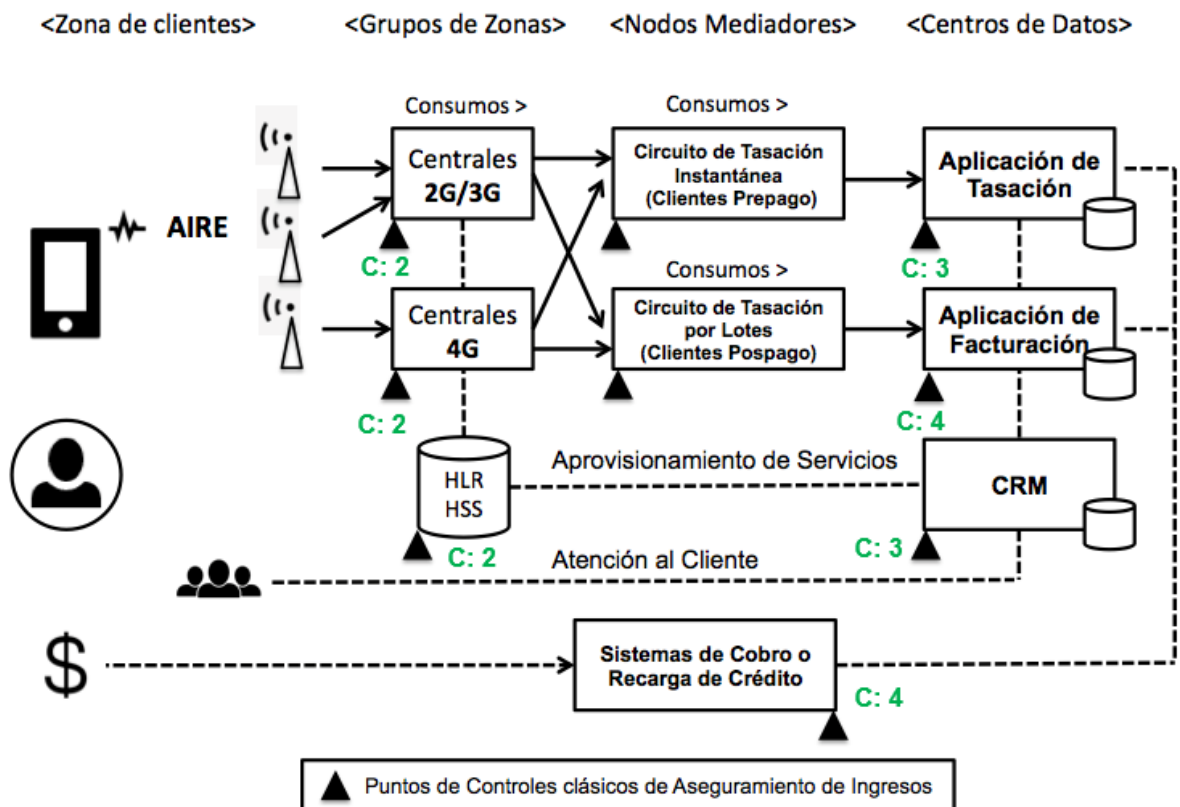 <Zona de clientes> <Grupos de Zonas> <Nodos Mediadores> <Centros de Datos>
Consumos >
Consumos >
Centrales
2G/3G
Circuito de Tasación
Instantánea
(Clientes Prepago)
Aplicación de
Tasación
AIRE
C: 2
C: 3
Consumos >
Centrales
4G
Circuito de Tasación
por Lotes
(Clientes Pospago)
Aplicación de
Facturación
C: 2
C: 4
HLR
HSS
Aprovisionamiento de Servicios
CRM
C: 2
Atención al Cliente
C: 3
$
Sistemas de Cobro o
Recarga de Crédito
C: 4
Puntos de Controles clásicos de Aseguramiento de Ingresos